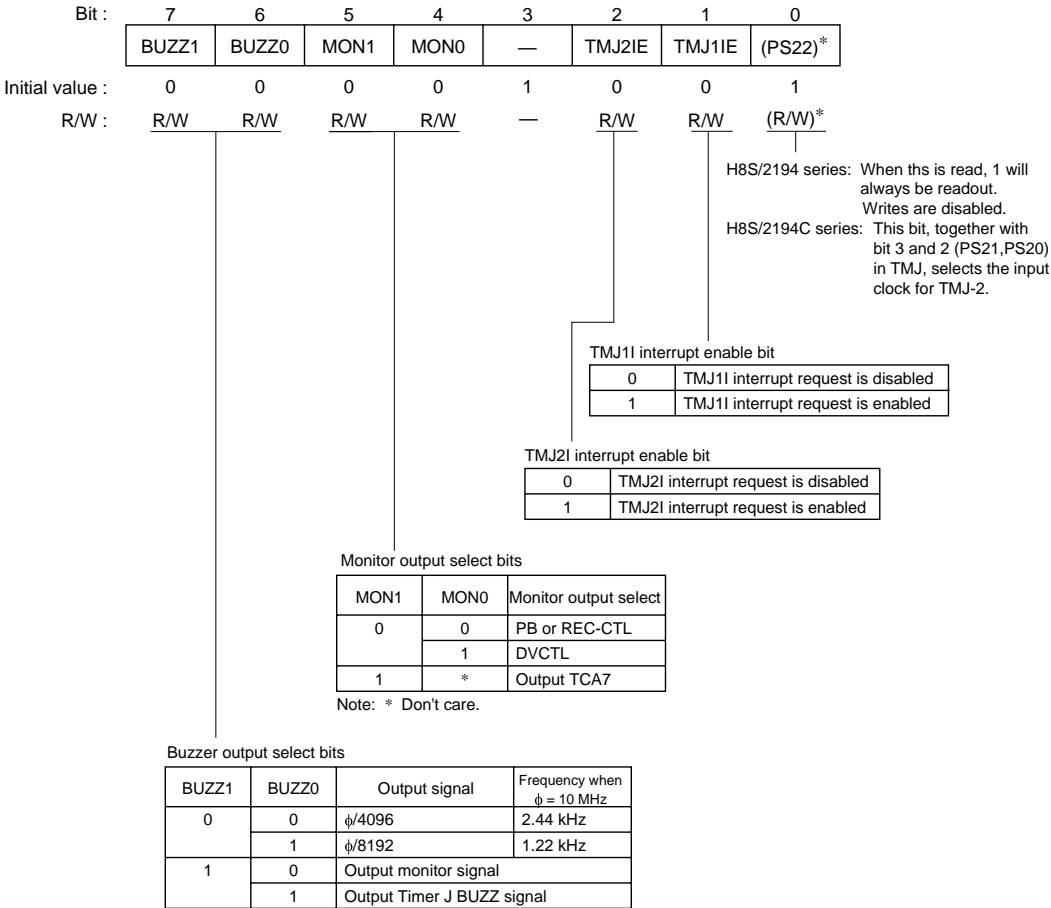 Bit : 7 6 5 4 3 2 1 0
BUZZ1 BUZZ0 MON1 MON0 — TMJ2IE TMJ1IE (PS22)*
Initial value : 0 0 0 0 1 0 0 1
R/W : R/W R/W R/W R/W — R/W R/W (R/W)*
H8S/2194 series: When ths is read, 1 will
always be readout.
Writes are disabled.
H8S/2194C series: This bit, together with
bit 3 and 2 (PS21,PS20)
in TMJ, selects the input
clock for TMJ-2.
TMJ1I interrupt enable bit
0 TMJ1I interrupt request is disabled
1 TMJ1I interrupt request is enabled
TMJ2I interrupt enable bit
0 TMJ2I interrupt request is disabled
1 TMJ2I interrupt request is enabled
Monitor output select bits
MON1 MON0 Monitor output select
0 0 PB or REC-CTL
1 DVCTL
1 * Output TCA7
Note: * Don't care.
Buzzer output select bits
BUZZ1 BUZZ0 Output signal Frequency when
ϕ = 10 MHz
0 0 ϕ/4096 2.44 kHz
1 ϕ/8192 1.22 kHz
1 0 Output monitor signal
1 Output Timer J BUZZ signal